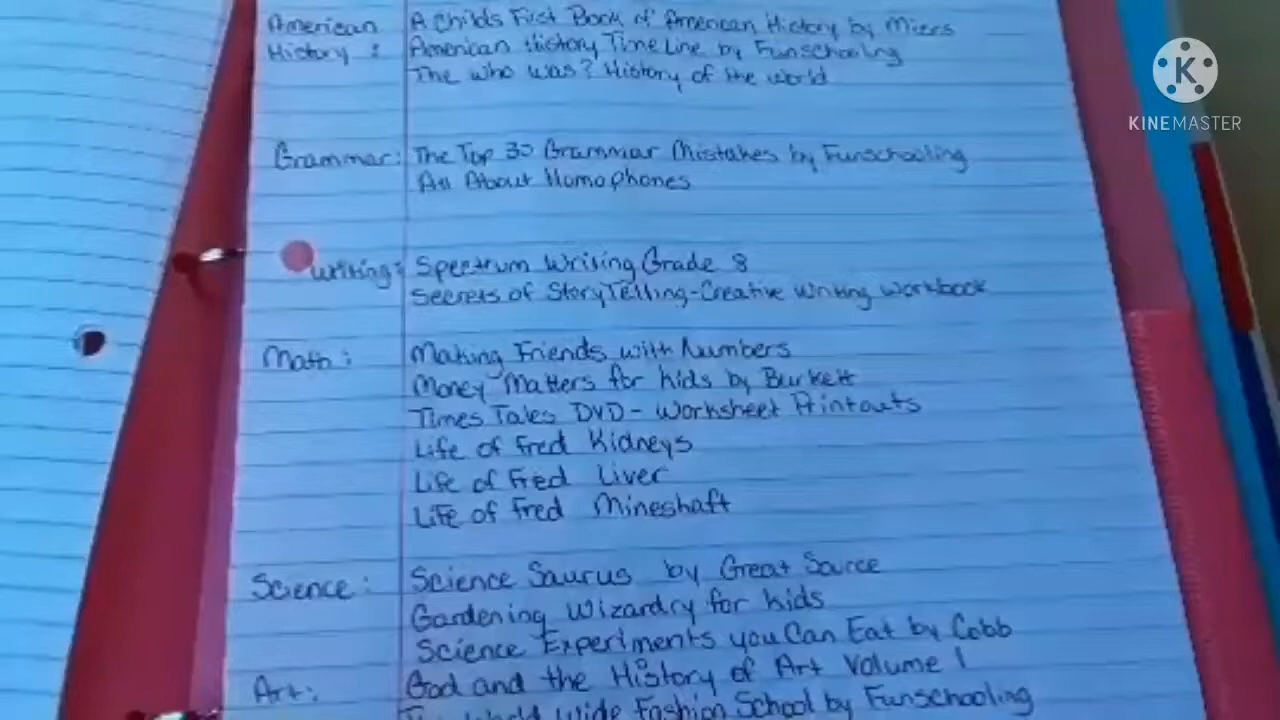 American A Childs First Book of American History by Miers
History: American History TimeLine by Funschooling
The Who Was? History of the World
Grammar: The Top 30 Grammar Mistakes by Funschooling
All About Homophones
Writing: Spectrum Writing Grade 8
Secrets of StoryTelling-Creative Writing Workbook
Math: Making Friends with Numbers
Money Matters for Kids by Burkett
Times Tales DVD - Worksheet Printouts
Life of Fred Kidneys
Life of Fred Liver
Life of Fred Mineshaft
Science: Science Saurus by Great Source
Gardening Wizardry for Kids
Science Experiments you Can Eat by Cobb
Art: God and the History of Art Volume 1
The World Wide Fashion School by Funschooling
K
KINEMASTER